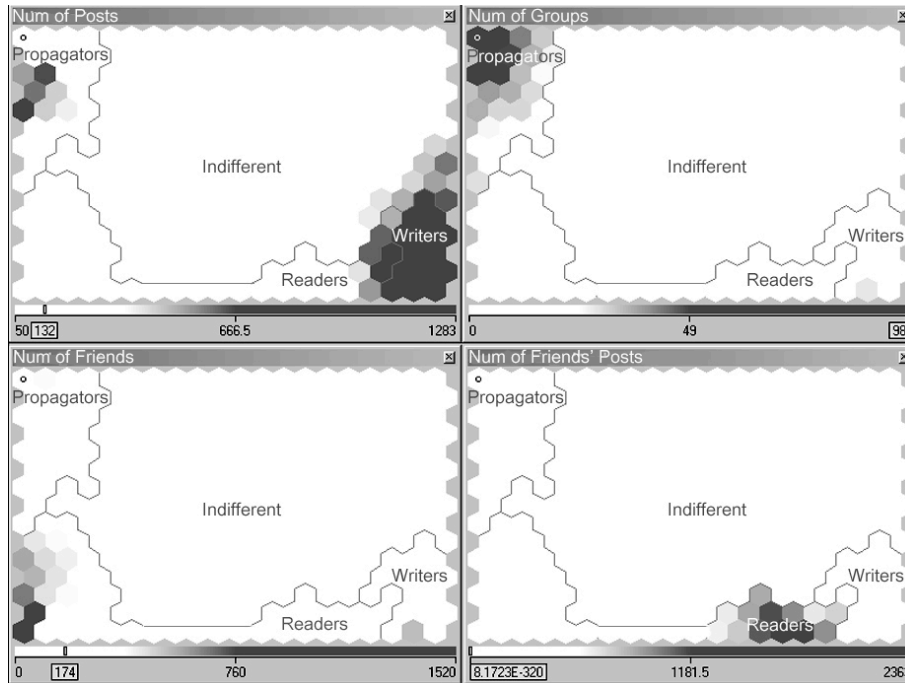 Num of Posts
Propagators
Indifferent
Writers
Readers
50 132 666.5 1283
Num of Groups
Propagators
Indifferent
Writers
Readers
0 49 98
Num of Friends
Propagators
Indifferent
Writers
Readers
0 174 760 1520
Num of Friends' Posts
Propagators
Indifferent
Writers
Readers
8.1723E-320 1181.5 2363